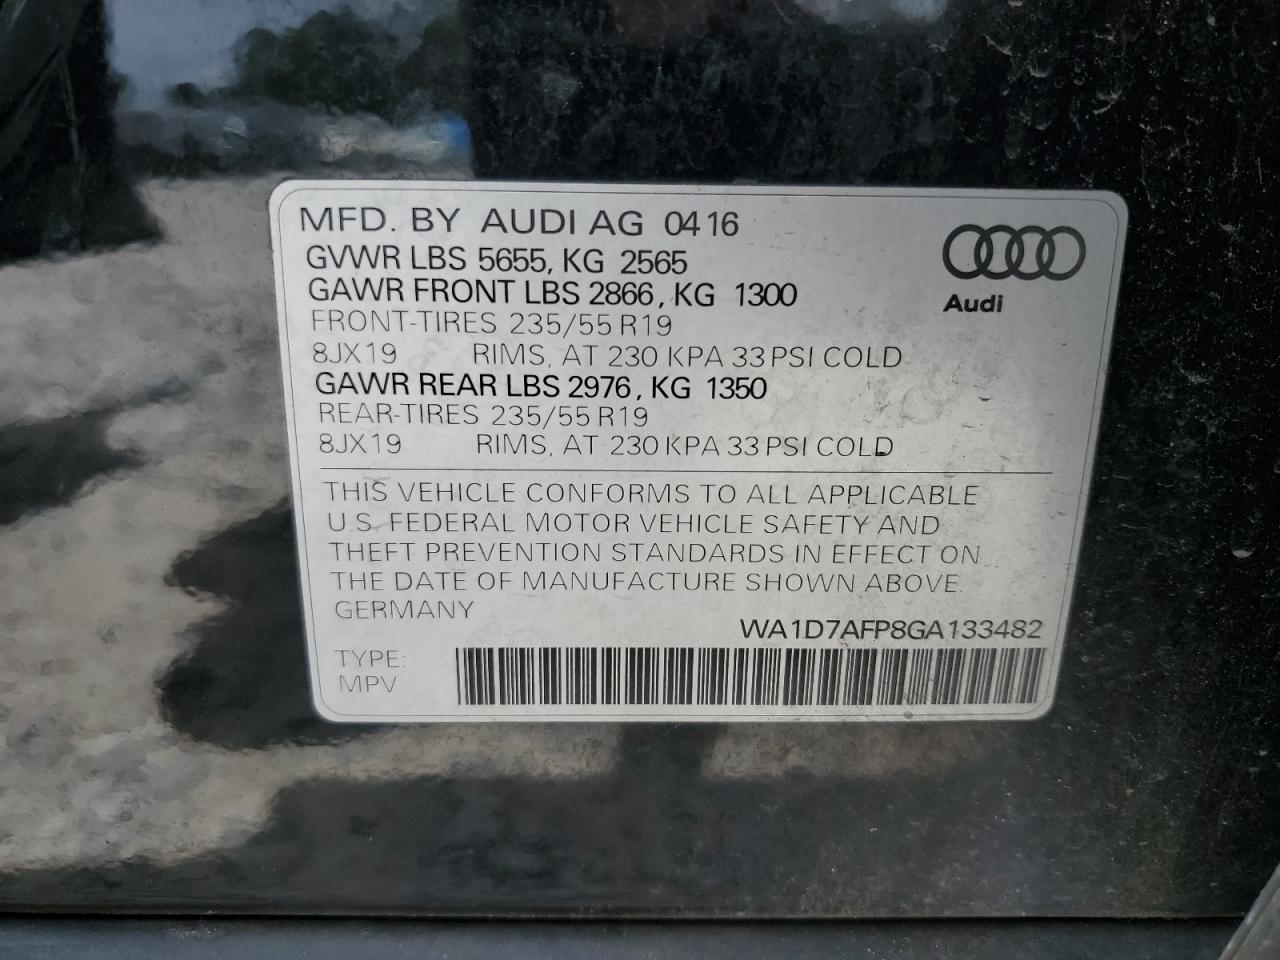 MFD. BY AUDI AG 0416
GVWR LBS 5655, KG 2565
GAWR FRONT LBS 2866, KG 1300
FRONT-TIRES 235/55 R19
8JX19 RIMS, AT 230 KPA 33 PSI COLD
GAWR REAR LBS 2976, KG 1350
REAR-TIRES 235/55 R19
8JX19 RIMS, AT 230 KPA 33 PSI COLD
Audi
THIS VEHICLE CONFORMS TO ALL APPLICABLE
U.S. FEDERAL MOTOR VEHICLE SAFETY AND
THEFT PREVENTION STANDARDS IN EFFECT ON
THE DATE OF MANUFACTURE SHOWN ABOVE.
GERMANY
WA1D7AFP8GA133482
TYPE:
MPV